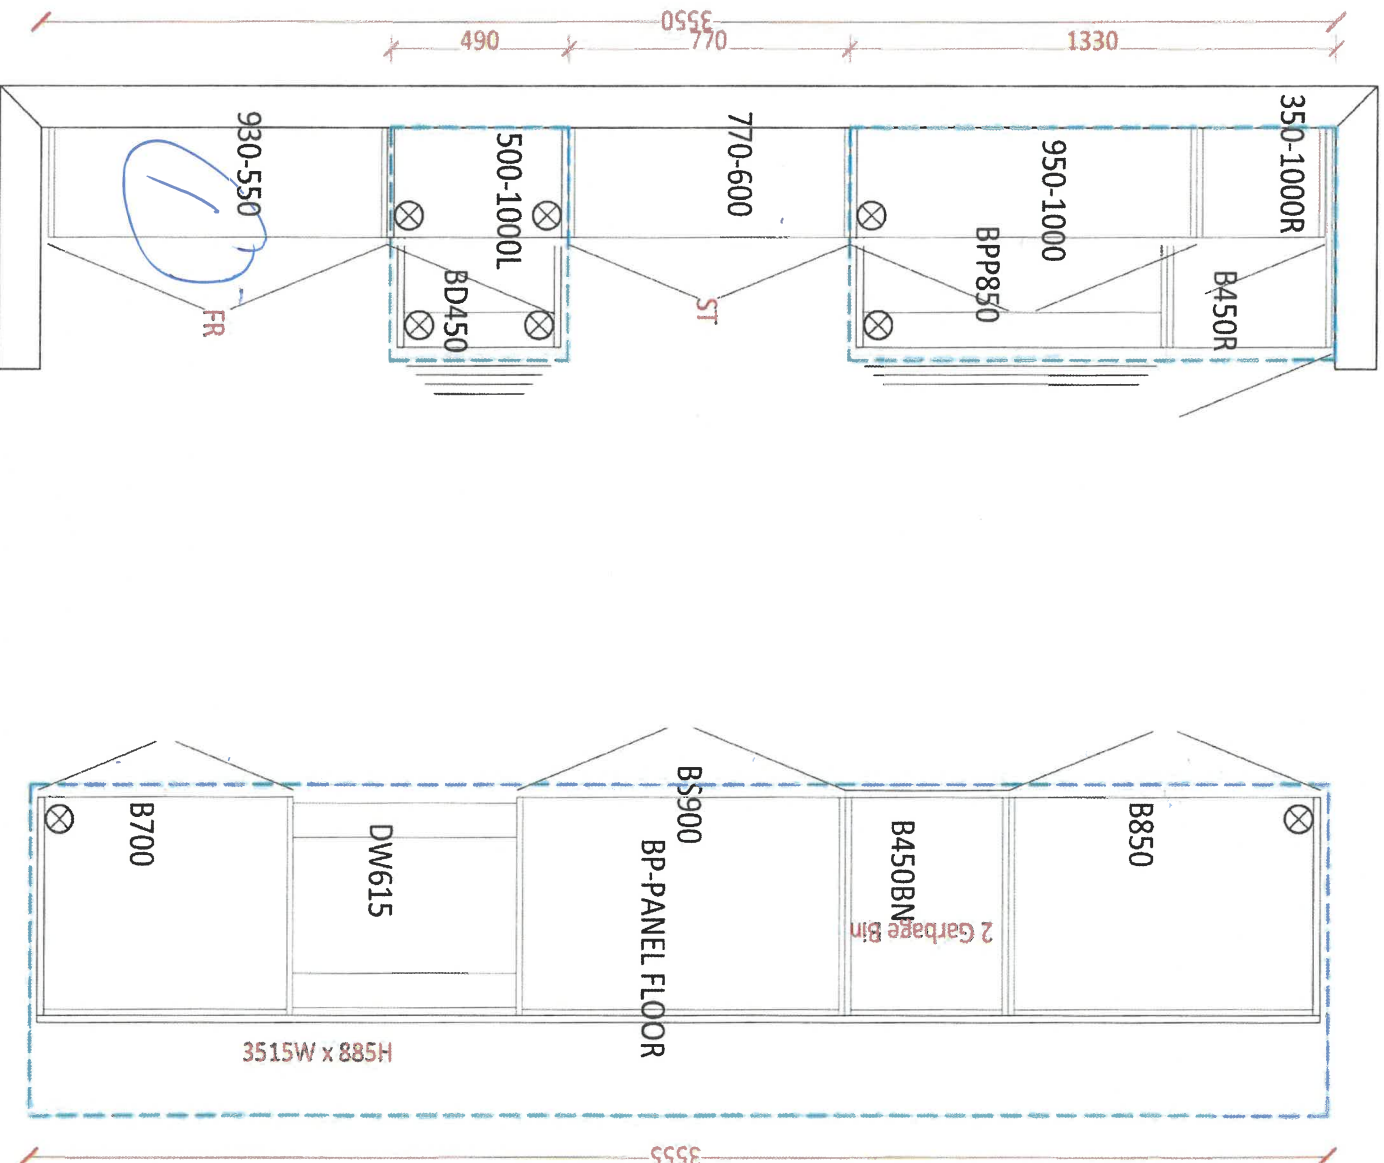 3550
490
770
1330
930-550
500-1000L
770-600
950-1000
350-1000R
FR
BD450
ST
BPP850
B450R
B700
DW615
BS900
BP-PANEL FLOOR
B450BN
2 Garbage Bin
B850
3515W x 885H
3555